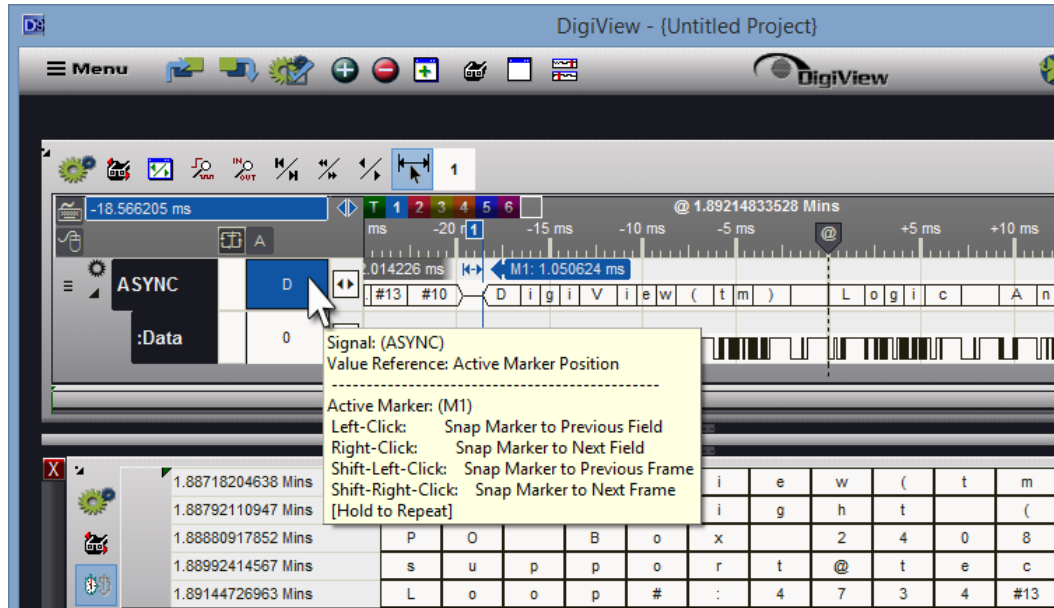 DigiView - {Untitled Project}
Menu
DigiView
IN
OUT
1
-18.566205 ms
T 1 2 3 4 5 6
@ 1.89214833528 Mins
A
ms
1
-15 ms -10 ms -5 ms @ +5 ms +10 ms
2.014226 ms M1: 1.050624 ms
ASYNC D
#13 #10 D i g i V i e w ( t m ) L o g i c A n
:Data 0
Signal: (ASYNC)
Value Reference: Active Marker Position
------------------------------------------------
Active Marker: (M1)
Left-Click: Snap Marker to Previous Field
Right-Click: Snap Marker to Next Field
Shift-Left-Click: Snap Marker to Previous Frame
Shift-Right-Click: Snap Marker to Next Frame
[Hold to Repeat]
X
1.88718204638 Mins i e w ( t m
1.88792110947 Mins i g h t (
1.88880917852 Mins P O B o x 2 4 0 8
1.88992414567 Mins s u p p o r t @ t e c
1.89144726963 Mins L o o p # : 4 7 3 4 #13